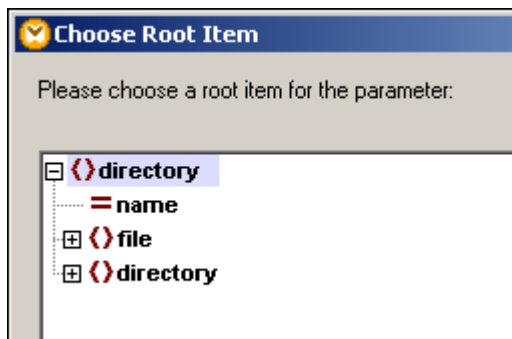 Choose Root Item
Please choose a root item for the parameter:
directory
name
file
directory